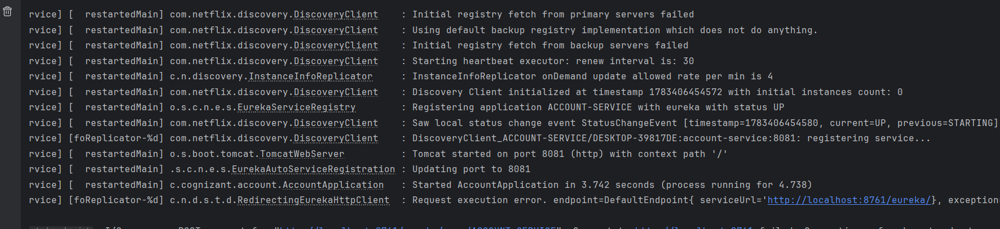 rvice] [  restartedMain] com.netflix.discovery.DiscoveryClient    : Initial registry fetch from primary servers failed
rvice] [  restartedMain] com.netflix.discovery.DiscoveryClient    : Using default backup registry implementation which does not do anything.
rvice] [  restartedMain] com.netflix.discovery.DiscoveryClient    : Initial registry fetch from backup servers failed
rvice] [  restartedMain] com.netflix.discovery.DiscoveryClient    : Starting heartbeat executor: renew interval is: 30
rvice] [  restartedMain] c.n.discovery.InstanceInfoReplicator     : InstanceInfoReplicator onDemand update allowed rate per min is 4
rvice] [  restartedMain] com.netflix.discovery.DiscoveryClient    : Discovery Client initialized at timestamp 1783406454572 with initial instances count: 0
rvice] [  restartedMain] o.s.c.n.e.s.EurekaServiceRegistry        : Registering application ACCOUNT-SERVICE with eureka with status UP
rvice] [  restartedMain] com.netflix.discovery.DiscoveryClient    : Saw local status change event StatusChangeEvent [timestamp=1783406454580, current=UP, previous=STARTING]
rvice] [foReplicator-%d] com.netflix.discovery.DiscoveryClient    : DiscoveryClient_ACCOUNT-SERVICE/DESKTOP-39817DE:account-service:8081: registering service...
rvice] [  restartedMain] o.s.boot.tomcat.TomcatWebServer          : Tomcat started on port 8081 (http) with context path '/'
rvice] [  restartedMain] .s.c.n.e.s.EurekaAutoServiceRegistration : Updating port to 8081
rvice] [  restartedMain] c.cognizant.account.AccountApplication   : Started AccountApplication in 3.742 seconds (process running for 4.738)
rvice] [foReplicator-%d] c.n.d.s.t.d.RedirectingEurekaHttpClient  : Request execution error. endpoint=DefaultEndpoint{ serviceUrl='http://localhost:8761/eureka/}, exception=